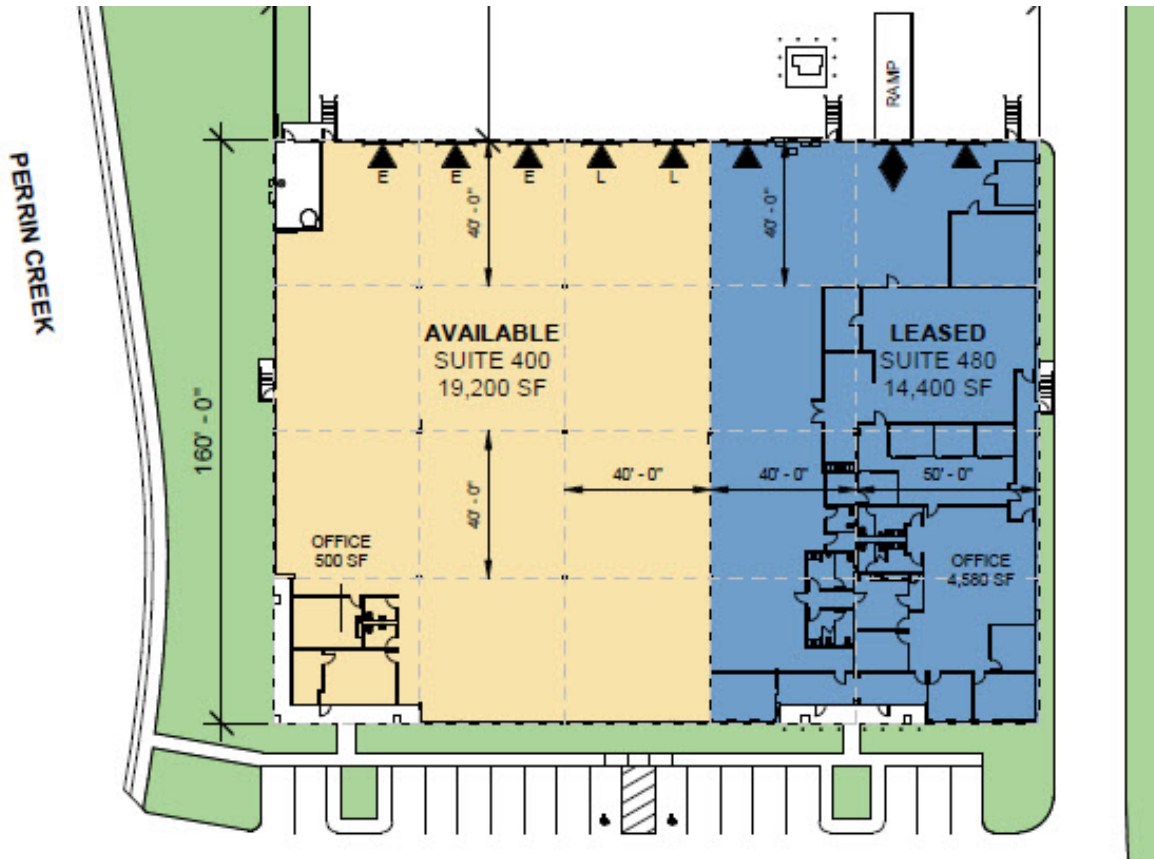 RAMP
PERRIN CREEK
E
E
E
L
L
40' - 0"
40' - 0"
AVAILABLE
SUITE 400
19,200 SF
LEASED
SUITE 480
14,400 SF
160' - 0"
40' - 0"
40' - 0"
50' - 0"
40' - 0"
OFFICE
500 SF
OFFICE
4,580 SF